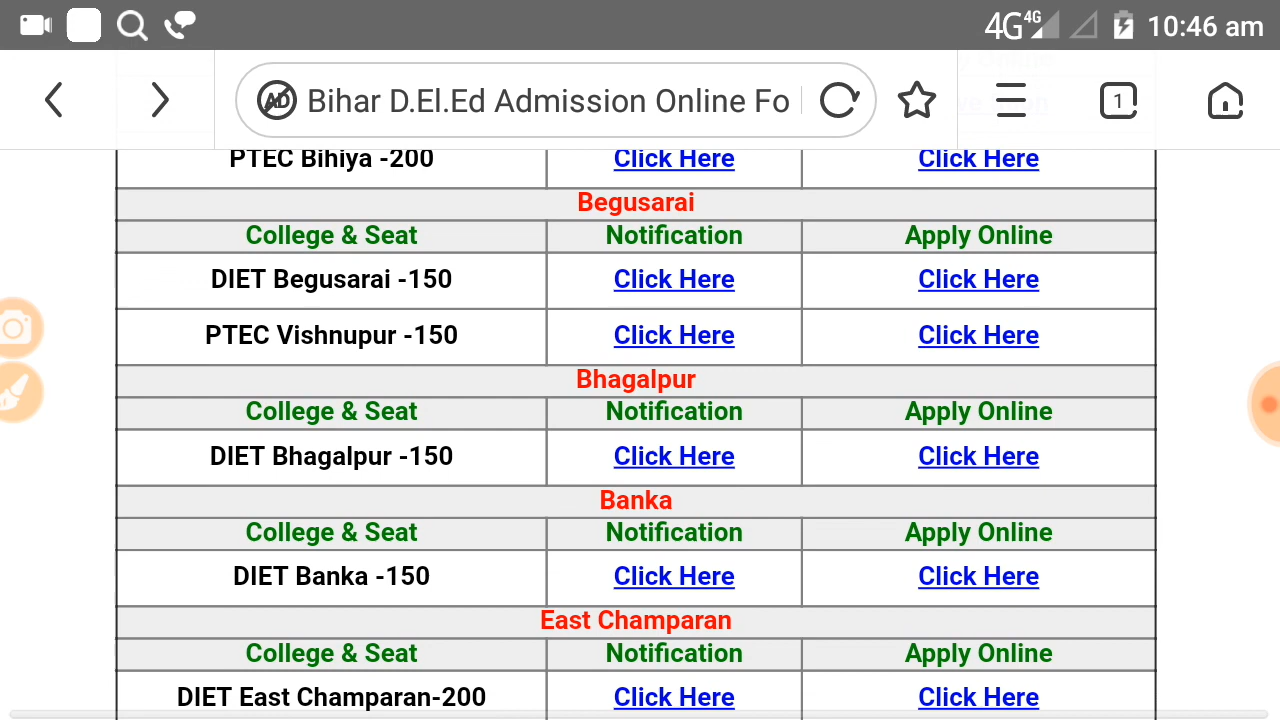 4G 4G 10:46 am
AD Bihar D.El.Ed Admission Online Fo 1
PTEC Bihiya -200 Click Here Click Here
Begusarai
College & Seat Notification Apply Online
DIET Begusarai -150 Click Here Click Here
PTEC Vishnupur -150 Click Here Click Here
Bhagalpur
College & Seat Notification Apply Online
DIET Bhagalpur -150 Click Here Click Here
Banka
College & Seat Notification Apply Online
DIET Banka -150 Click Here Click Here
East Champaran
College & Seat Notification Apply Online
DIET East Champaran-200 Click Here Click Here